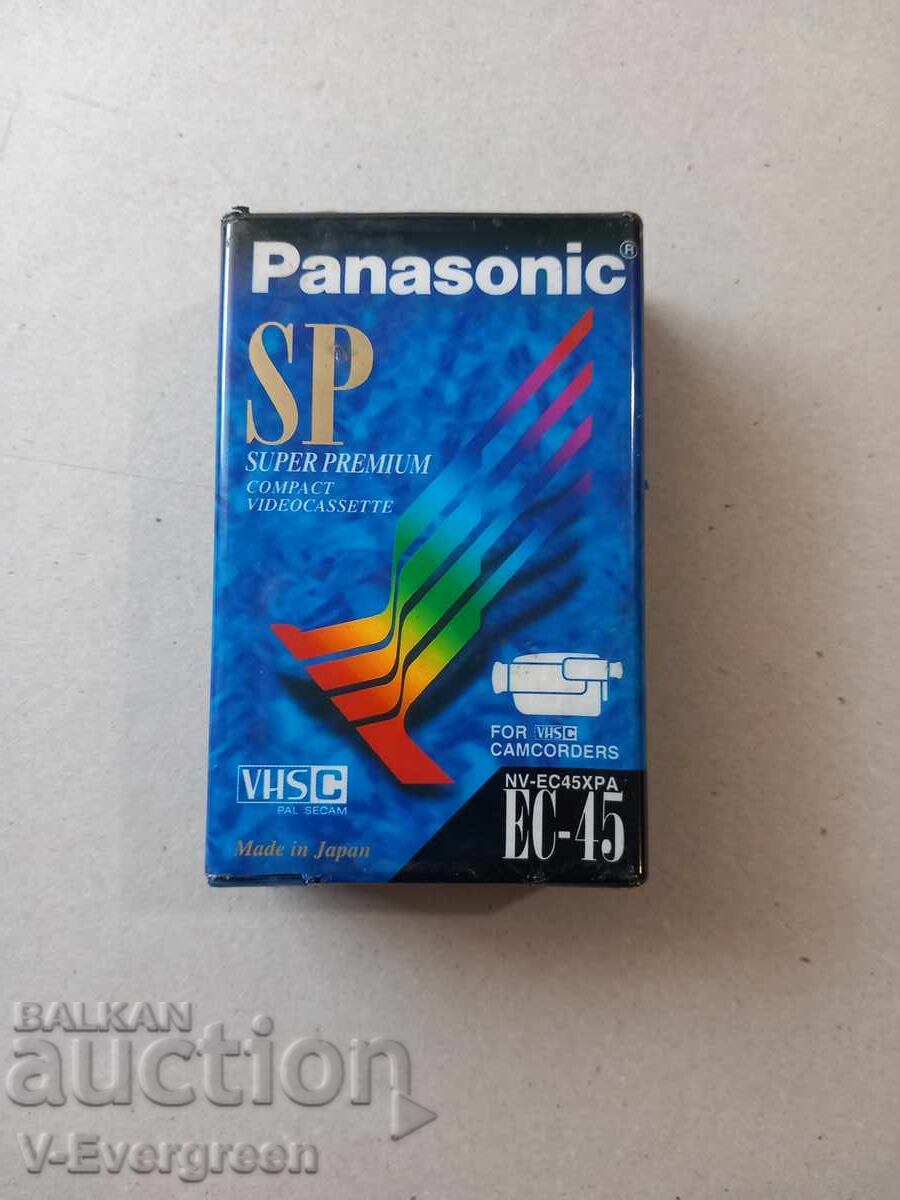 Panasonic®
SP
SUPER PREMIUM
COMPACT
VIDEOCASSETTE
FOR VHSC
CAMCORDERS
VHSC
PAL SECAM
NV-EC45XPA
EC-45
Made in Japan
BALKAN
auction
V-Evergreen